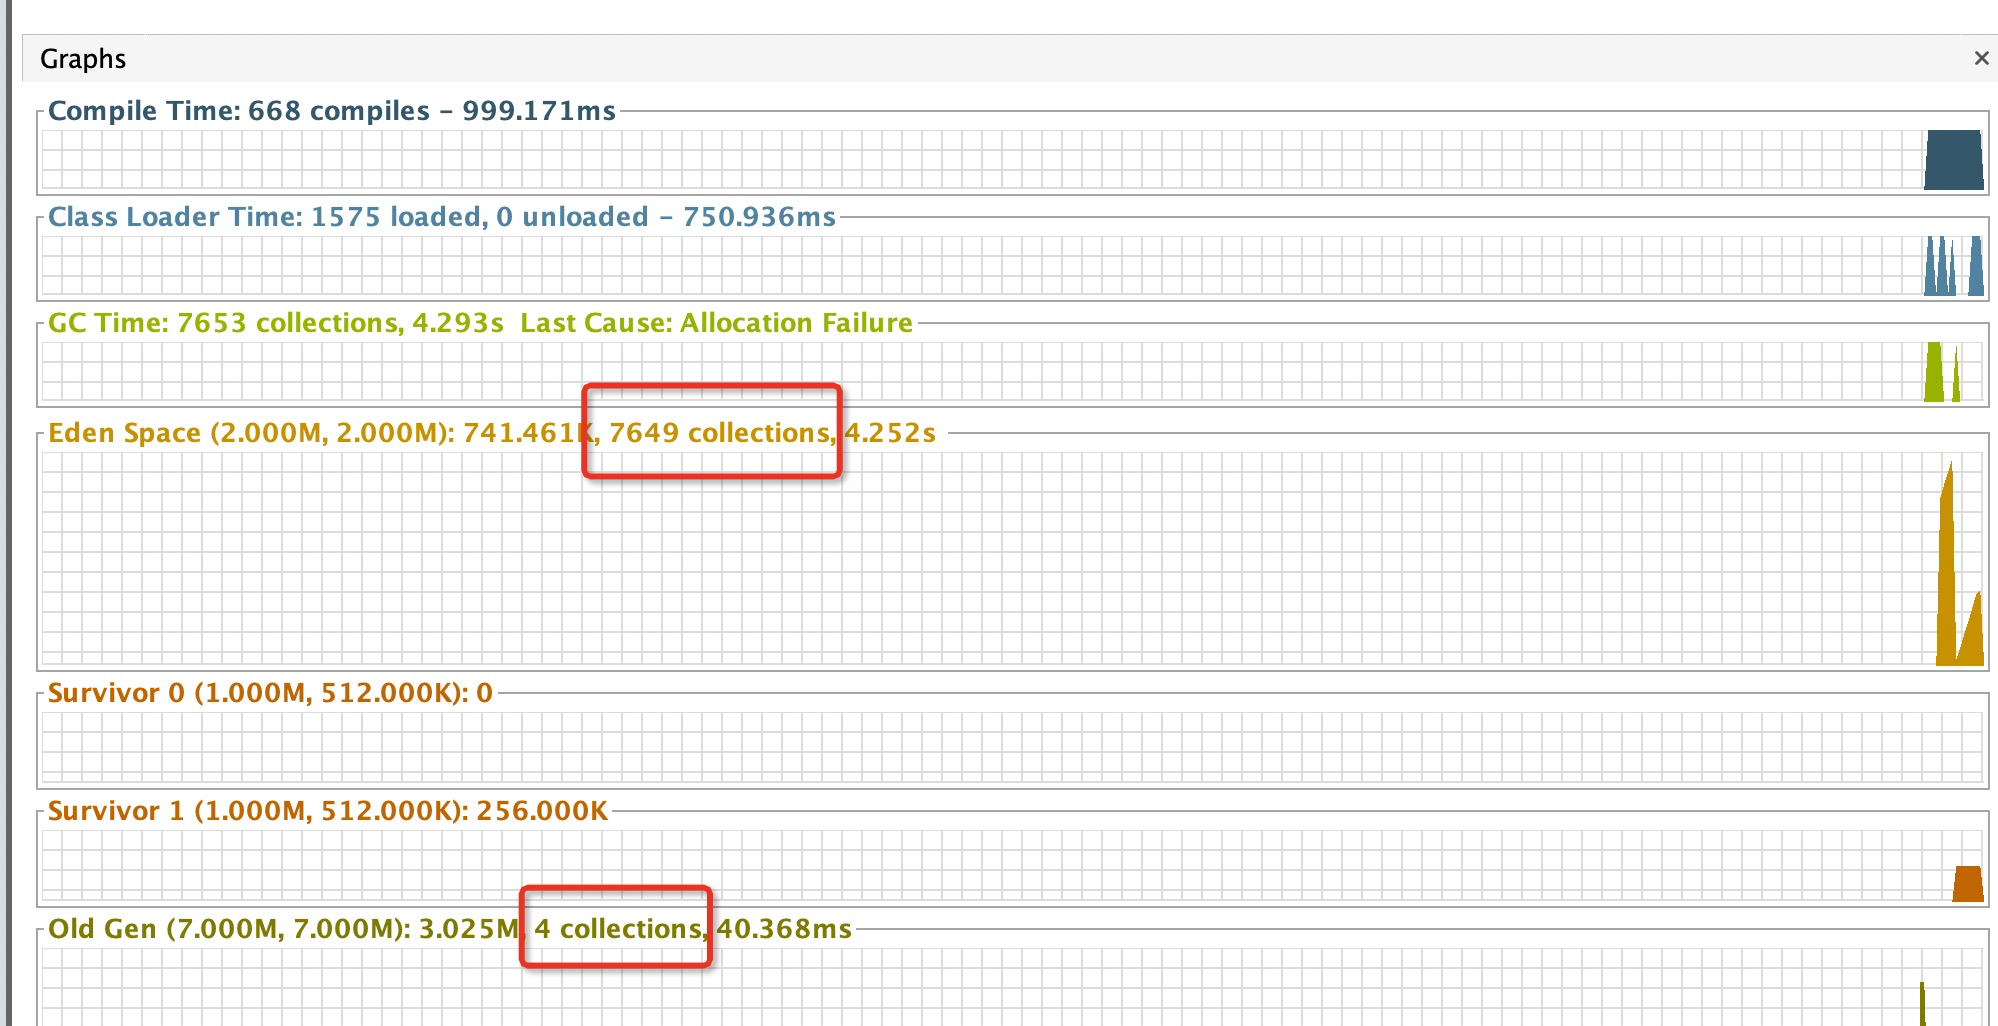 Graphs
Compile Time: 668 compiles – 999.171ms
Class Loader Time: 1575 loaded, 0 unloaded – 750.936ms
GC Time: 7653 collections, 4.293s  Last Cause: Allocation Failure
Eden Space (2.000M, 2.000M): 741.461K, 7649 collections, 4.252s
Survivor 0 (1.000M, 512.000K): 0
Survivor 1 (1.000M, 512.000K): 256.000K
Old Gen (7.000M, 7.000M): 3.025M, 4 collections, 40.368ms